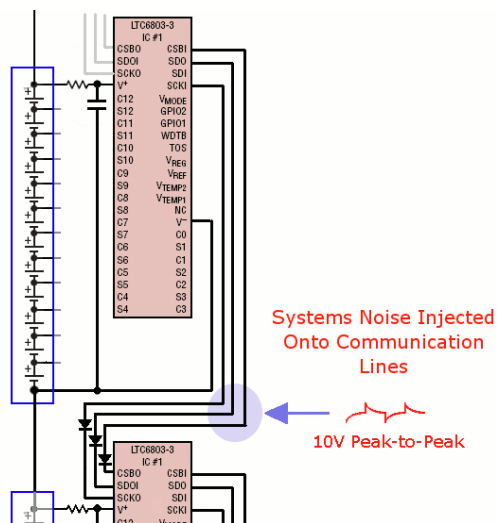 LTC6803-3
IC #1
CSBO CSBI
SDOI SDO
SCKO SDI
V+ SCKI
C12 VMODE
S12 GPIO2
C11 GPIO1
S11 WDTB
C10 TOS
S10 VREG
C9 VREF
S9 VTEMP2
C8 VTEMP1
S8 NC
C7 V−
S7 C0
C6 S1
S6 C1
C5 S2
S5 C2
C4 S3
S4 C3
Systems Noise Injected
Onto Communication
Lines
10V Peak-to-Peak
LTC6803-3
IC #1
CSBO CSBI
SDOI SDO
SCKO SDI
V+ SCKI